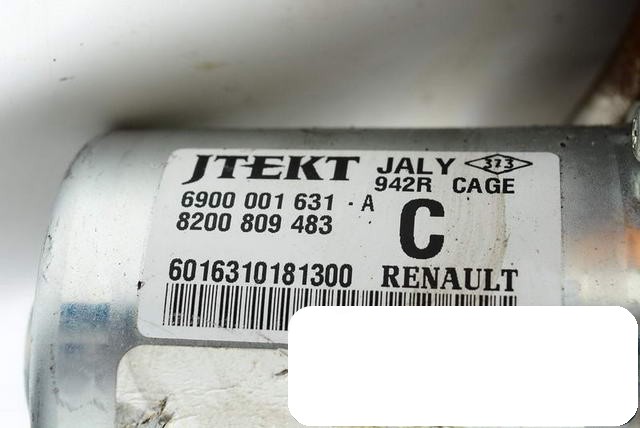 JTEKT JALY 373
942R CAGE
6900 001 631 - A
8200 809 483 C
6016310181300 RENAULT